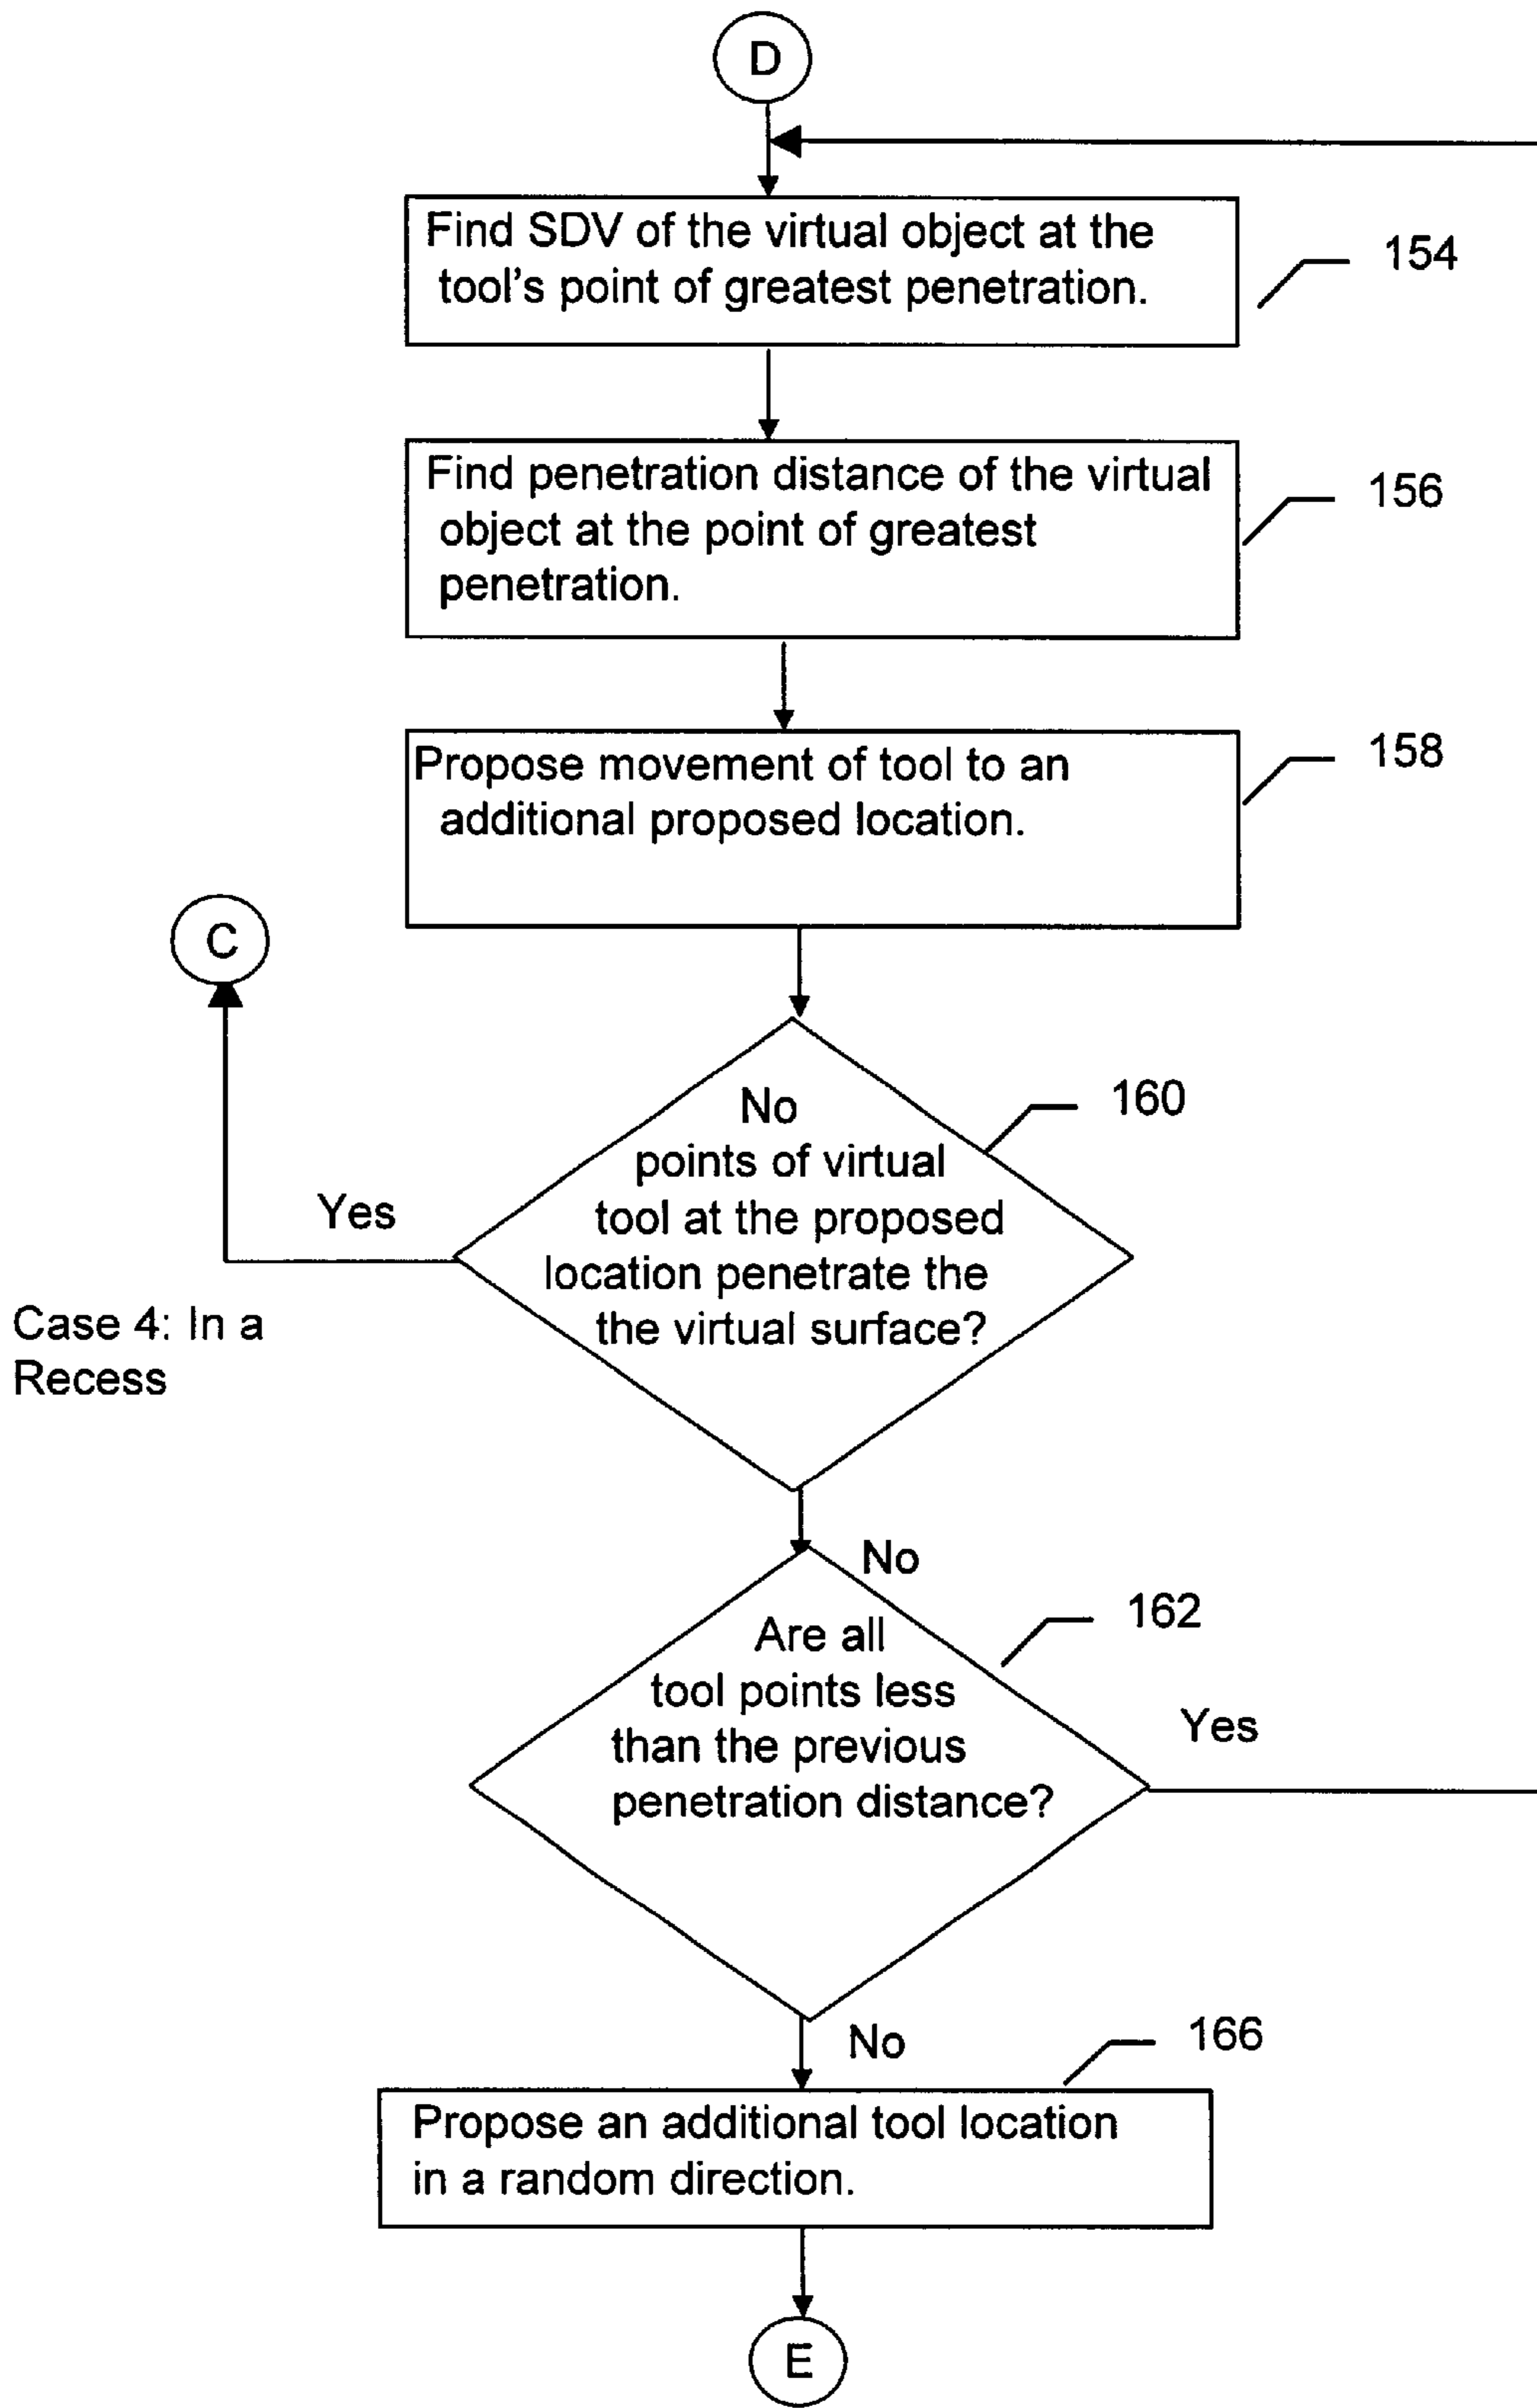 D
Find SDV of the virtual object at the
tool's point of greatest penetration.
154
Find penetration distance of the virtual
object at the point of greatest
penetration.
156
Propose movement of tool to an
additional proposed location.
158
C
No
points of virtual
tool at the proposed
location penetrate the
the virtual surface?
160
Yes
Case 4: In a
Recess
No
Are all
tool points less
than the previous
penetration distance?
162
Yes
No
166
Propose an additional tool location
in a random direction.
E